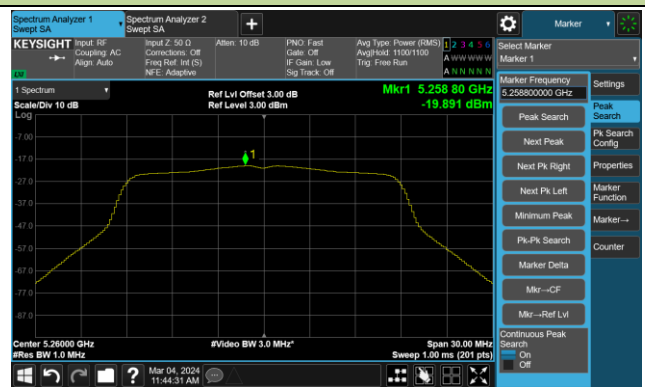 Spectrum Analyzer 1
Swept SA
Spectrum Analyzer 2
Swept SA
Marker
KEYSIGHT
Input: RF
Coupling: AC
Align: Auto
Input Z: 50 Ω
Corrections: Off
Freq Ref: Int (S)
NFE: Adaptive
Atten: 10 dB
PNO: Fast
Gate: Off
IF Gain: Low
Sig Track: Off
Avg Type: Power (RMS)
Avg|Hold: 1100/1100
Trig: Free Run
1 2 3 4 5 6
A W W W W W
A N N N N N
LXI
Select Marker
Marker 1
1 Spectrum
Scale/Div 10 dB
Ref Lvl Offset 3.00 dB
Ref Level 3.00 dBm
Mkr1 5.258 80 GHz
-19.891 dBm
Log
-7.00
-17.0
-27.0
-37.0
-47.0
-57.0
-67.0
-77.0
-87.0
1
Center 5.26000 GHz
#Res BW 1.0 MHz
#Video BW 3.0 MHz*
Span 30.00 MHz
Sweep 1.00 ms (201 pts)
Marker Frequency
5.258800000 GHz
Peak Search
Next Peak
Next Pk Right
Next Pk Left
Minimum Peak
Pk-Pk Search
Marker Delta
Mkr→CF
Mkr→Ref Lvl
Continuous Peak
Search
On
Off
Settings
Peak
Search
Pk Search
Config
Properties
Marker
Function
Marker→
Counter
?
Mar 04, 2024
11:44:31 AM